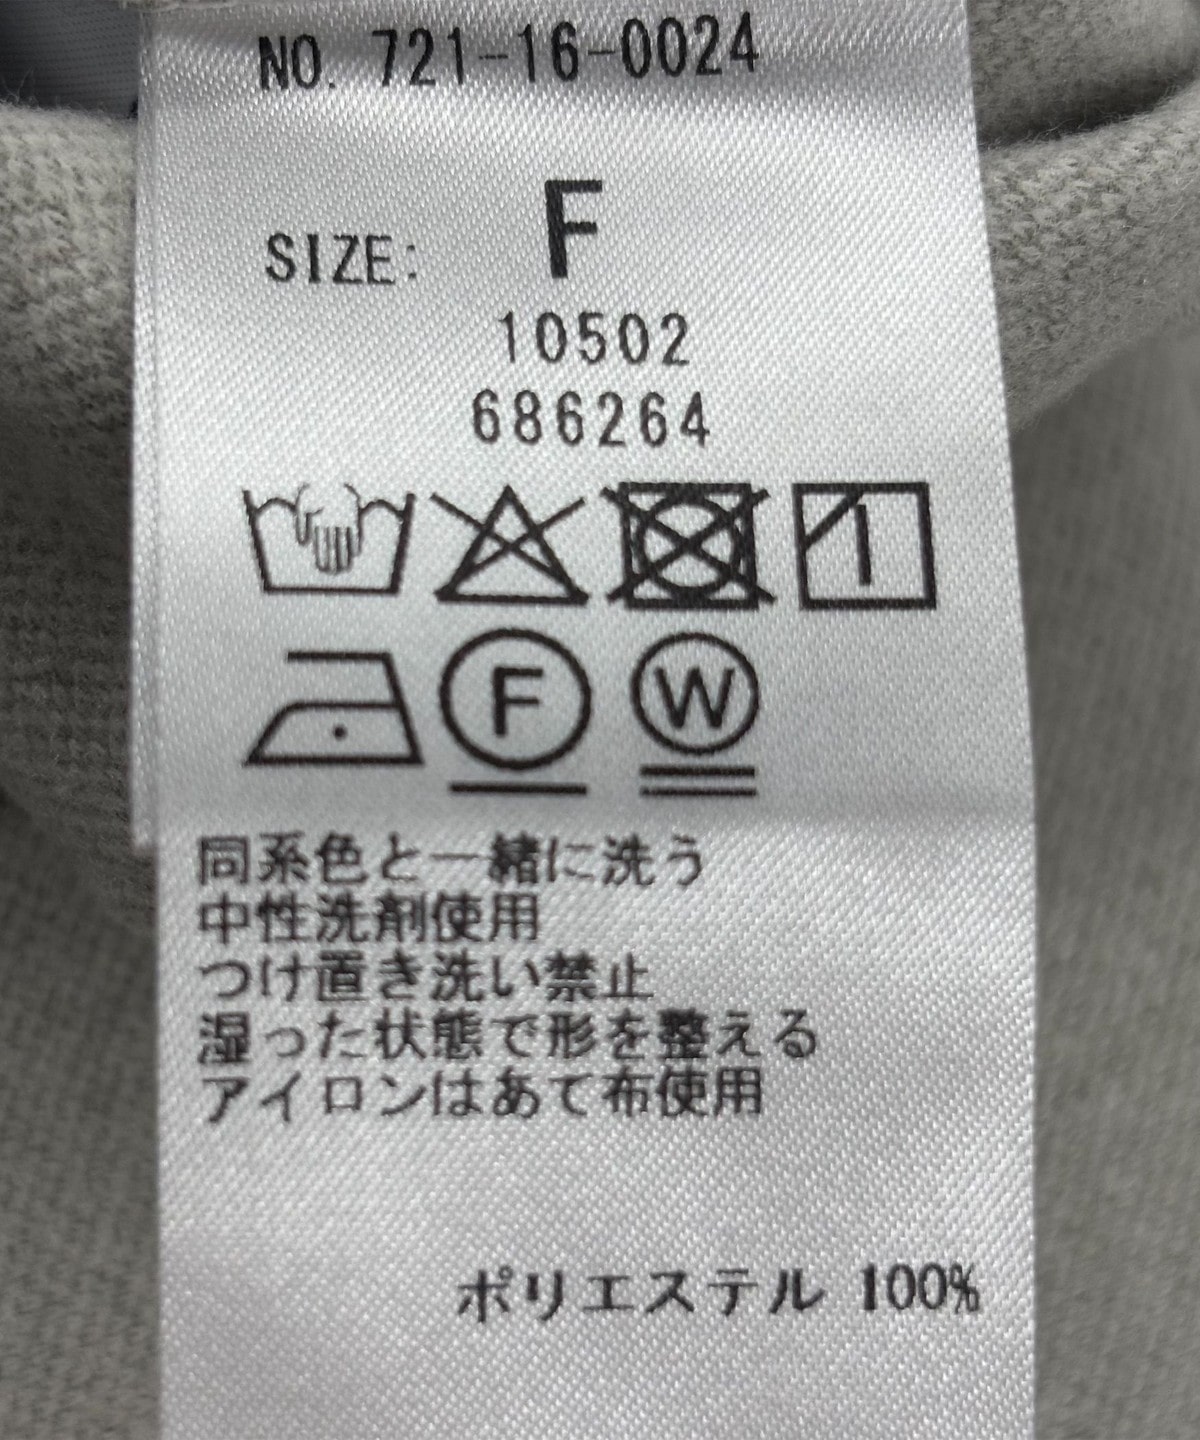 NO. 721-16-0024
SIZE: F
10502
686264
F W
同系色と一緒に洗う
中性洗剤使用
つけ置き洗い禁止
湿った状態で形を整える
アイロンはあて布使用
ポリエステル 100%